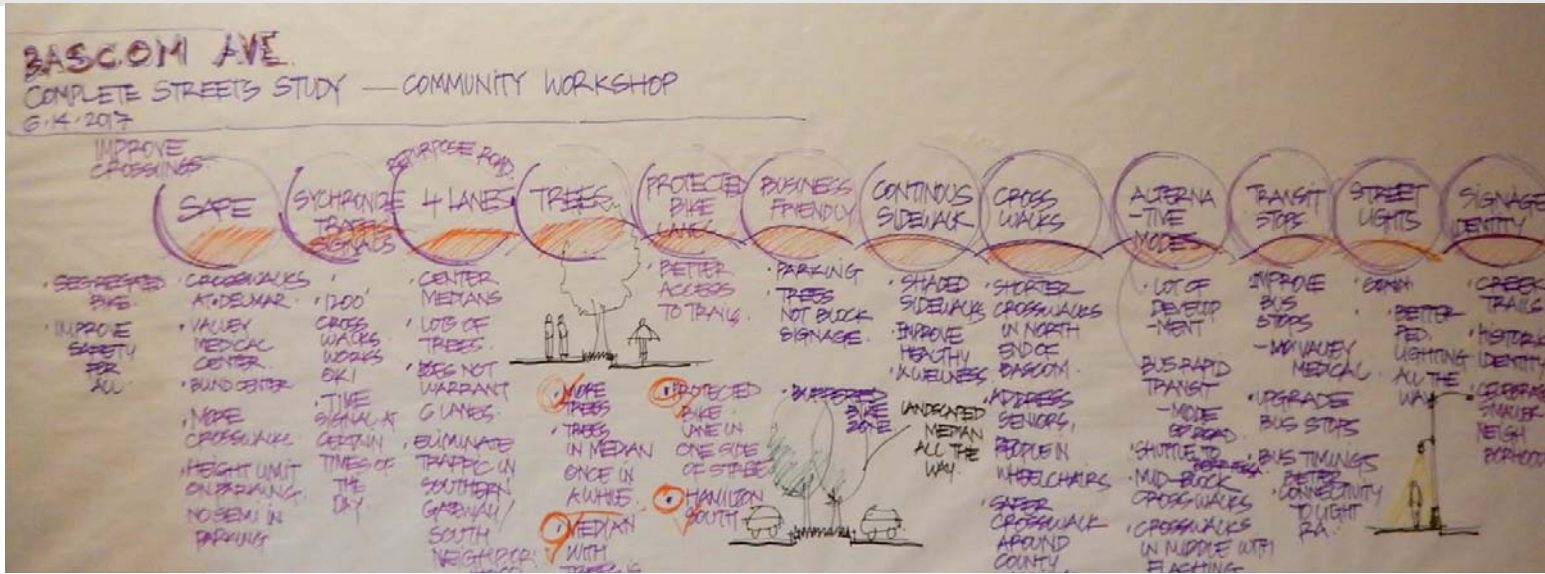 BASCOM AVE.
COMPLETE STREETS STUDY — COMMUNITY WORKSHOP
6.14.2017
IMPROVE
CROSSINGS
SAFE
SYCHRONIZE
TRAFFIC
SIGNALS
REPURPOSE ROAD
4 LANES
TREES
PROTECTED
BIKE
LANES
BUSINESS
FRIENDLY
CONTINOUS
SIDEWALK
CROSS
WALKS
ALTERNA
-TIVE
MODES
TRANSIT
STOPS
STREET
LIGHTS
SIGNAGE
IDENTITY
BIKE
• IMPROVE
SAFETY
FOR
ALL
• CROSSWALKS
AT DELMAR
• VALLEY
MEDICAL
CENTER.
• BLIND CENTER
• MORE
CROSSWALKS
• HEIGHT LIMIT
ON PARKING
NO SEMI IN
PARKING
• 1200'
CROSS
WALKS
WORKS
OK!
• TIME
SIGNAL AT
CERTAIN
TIMES OF
THE
DAY.
• CENTER
MEDIANS
• LOTS OF
TREES.
• DOES NOT
WARRANT
6 LANES.
• ELIMINATE
TRAFFIC IN
SOUTHERN
GATEWAY/
SOUTH
NEIGHBOR
• MORE
TREES
• TREES
IN MEDIAN
ONCE IN
A WHILE.
• MEDIAN
WITH
TREES IS
• BETTER
ACCESS
TO TRAILS.
• PROTECTED
BIKE
LANE IN
ONE SIDE
OF
• HAMILTON
SOUTH
• PARKING
• TREES
NOT BLOCK
SIGNAGE.
• BUFFERED
BIKE
ZONE
LANDSCAPED
MEDIAN
ALL THE
WAY.
• SHADED
SIDEWALKS
• IMPROVE
HEALTHY
& WELLNESS
• SHORTER
CROSSWALKS
IN NORTH
END OF
BASCOM.
• ADDRESS
SENIORS,
PEOPLE IN
WHEELCHAIRS
• SAFER
CROSSWALK
AROUND
COUNTY
• LOT OF
DEVELOP
-MENT
BUS RAPID
TRANSIT
- MODE
OF ROAD.
• SHUTTLE TO
• MID-BLOCK
CROSSWALKS
• CROSSWALKS
IN MIDDLE WITH
FLASHING
IMPROVE
BUS
STOPS
VALLEY
MEDICAL.
• UPGRADE
BUS STOPS
• BUS TIMINGS
BETTER
• CONNECTIVITY
TO LIGHT
• BETTER
PED.
LIGHTING
ALL THE
WAY
• CREEK
TRAILS
• HISTORIC
IDENTITY
SMALLER
NEIGH
BORHOOD